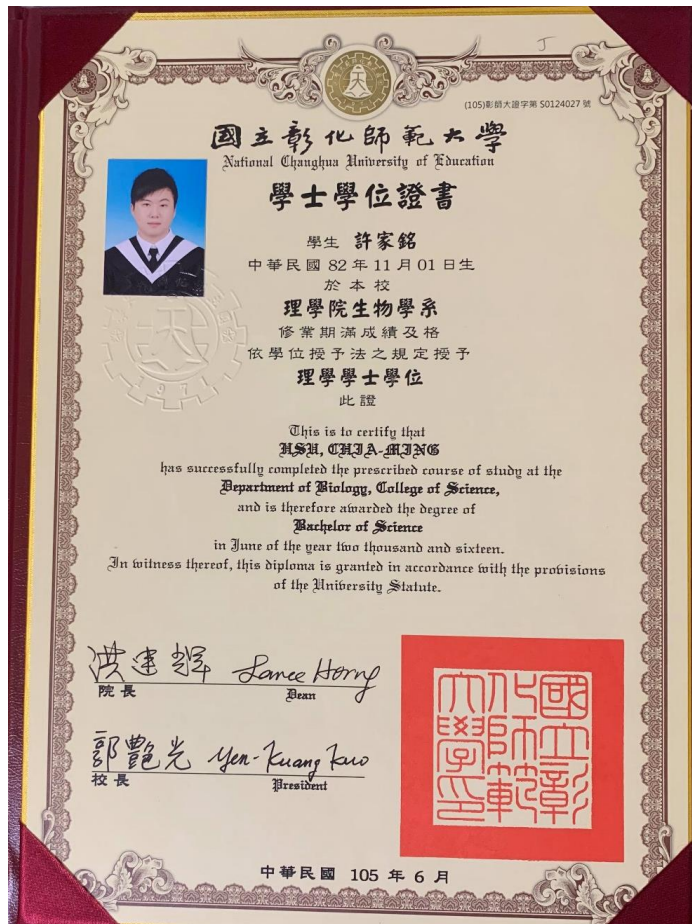 J
(105)彰師大證字第 S0124027 號
國立彰化師範大學
National Changhua University of Education
學士學位證書
學生 許家銘
中華民國 82 年 11 月 01 日生
於本校
理學院生物學系
修業期滿成績及格
依學位授予法之規定授予
理學學士學位
此證
This is to certify that
HSU, CHIA-MING
has successfully completed the prescribed course of study at the
Department of Biology, College of Science,
and is therefore awarded the degree of
Bachelor of Science
in June of the year two thousand and sixteen.
In witness thereof, this diploma is granted in accordance with the provisions
of the University Statute.
洪連輝 Lance Horng
院長 Dean
郭艷光 Yen-Kuang Kuo
校長 President
國立彰
化師範
大學印
中華民國 105 年 6 月